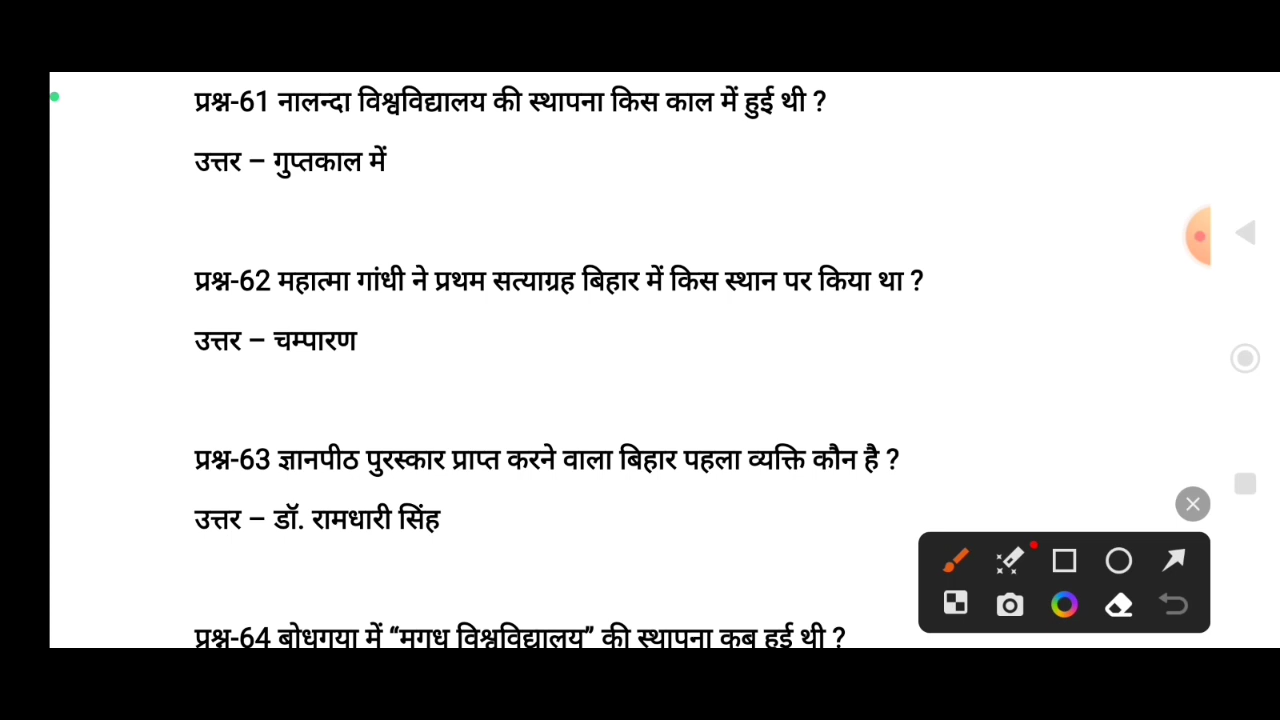 प्रश्न-61 नालन्दा विश्वविद्यालय की स्थापना किस काल में हुई थी ?
उत्तर – गुप्तकाल में
प्रश्न-62 महात्मा गांधी ने प्रथम सत्याग्रह बिहार में किस स्थान पर किया था ?
उत्तर – चम्पारण
प्रश्न-63 ज्ञानपीठ पुरस्कार प्राप्त करने वाला बिहार पहला व्यक्ति कौन है ?
उत्तर – डॉ. रामधारी सिंह
प्रश्न-64 बोधगया में “मगध विश्वविद्यालय” की स्थापना कब हुई थी ?